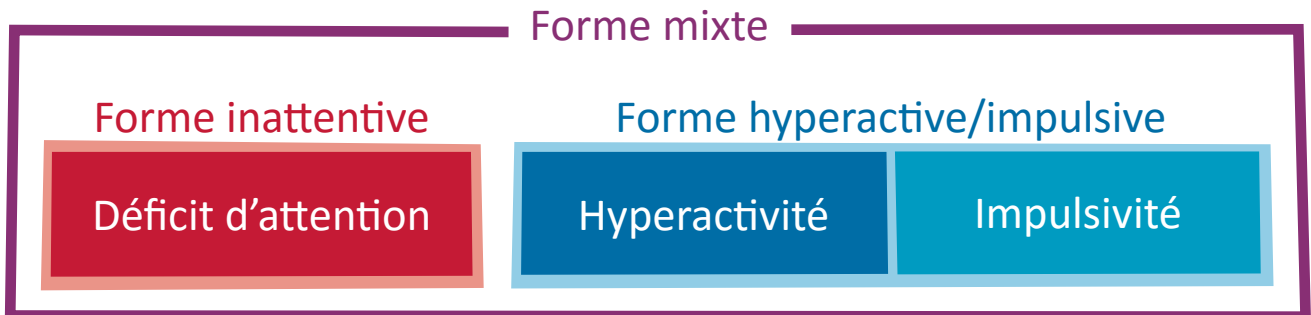 Forme mixte
Forme inattentive
Forme hyperactive/impulsive
Déficit d'attention
Hyperactivité
Impulsivité